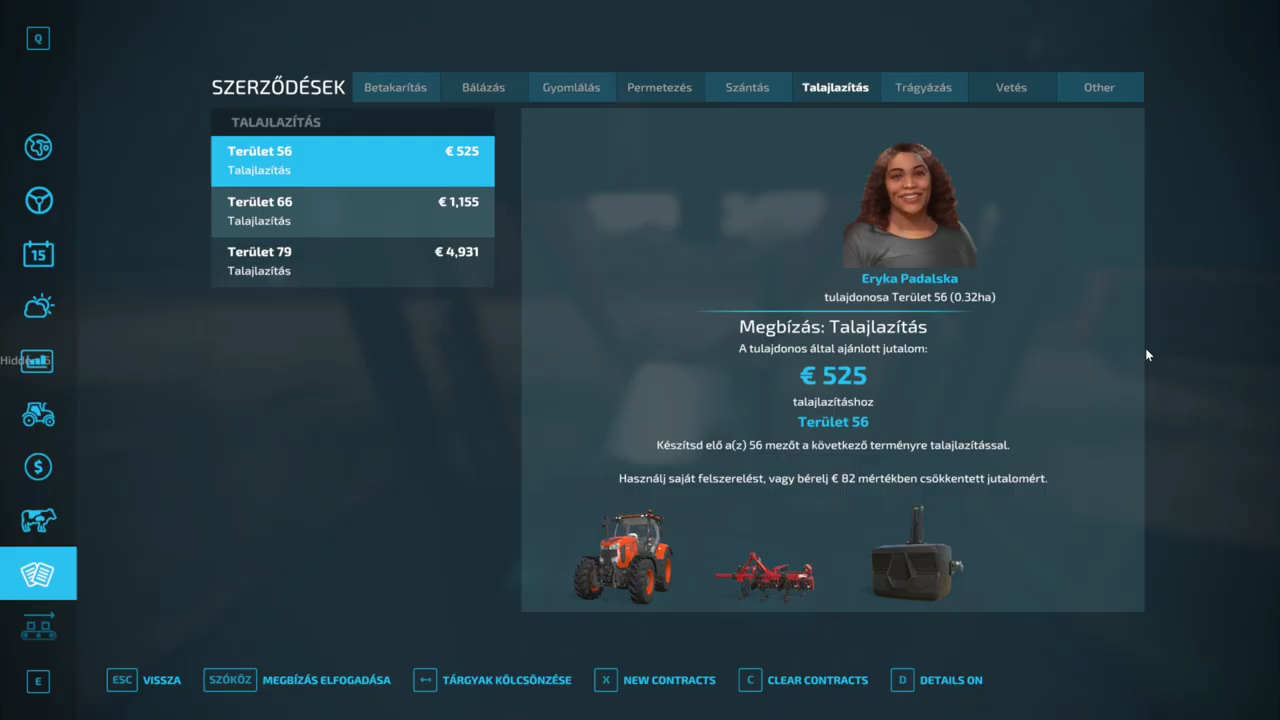 Q
SZERZŐDÉSEK
Betakarítás
Bálázás
Gyomlálás
Permetezés
Szántás
Talajlazítás
Trágyázás
Vetés
Other
TALAJLAZÍTÁS
Terület 56 € 525
Talajlazítás
Terület 66 € 1,155
Talajlazítás
Terület 79 € 4,931
Talajlazítás
15
Eryka Padalska
tulajdonosa Terület 56 (0.32ha)
Megbízás: Talajlazítás
A tulajdonos által ajánlott jutalom:
€ 525
talajlazításhoz
Terület 56
Készítsd elő a(z) 56 mezőt a következő terményre talajlazítással.
Használj saját felszerelést, vagy bérelj € 82 mértékben csökkentett jutalomért.
$
E
ESC VISSZA
SZÓKÖZ MEGBÍZÁS ELFOGADÁSA
TÁRGYAK KÖLCSÖNZÉSE
X NEW CONTRACTS
C CLEAR CONTRACTS
D DETAILS ON